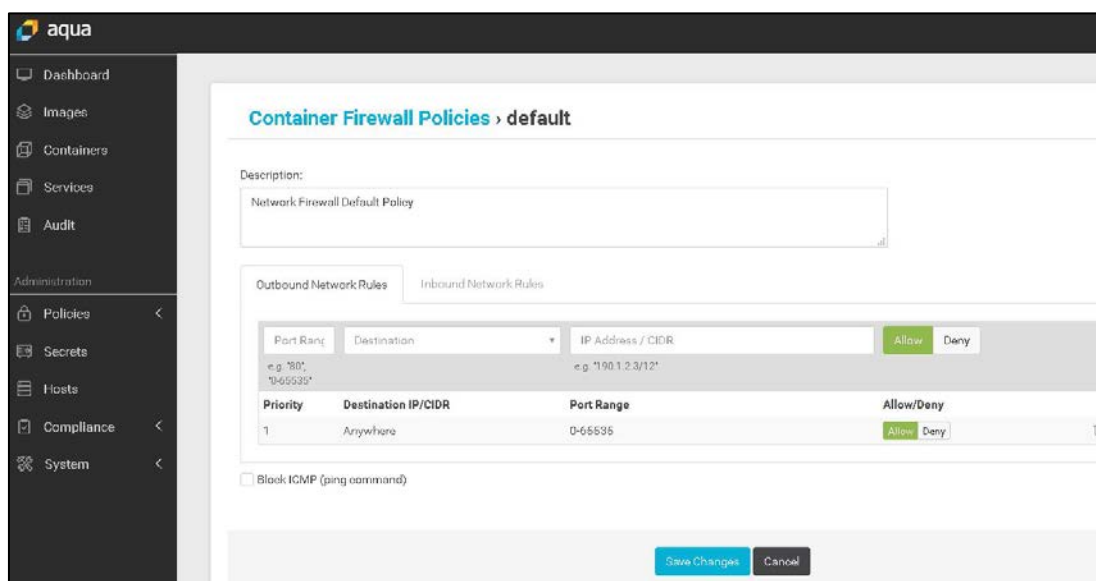 aqua
Dashboard
Images
Containers
Services
Audit
Administration
Policies
Secrets
Hosts
Compliance
System
Container Firewall Policies › default
Description:
Network Firewall Default Policy
Outbound Network Rules Inbound Network Rules
Port Rang Destination IP Address / CIDR Allow Deny
e.g. "80", e.g. "190.1.2.3/12"
"0-65535"
Priority Destination IP/CIDR Port Range Allow/Deny
1 Anywhere 0-65535 Allow Deny
Block ICMP (ping command)
Save Changes Cancel